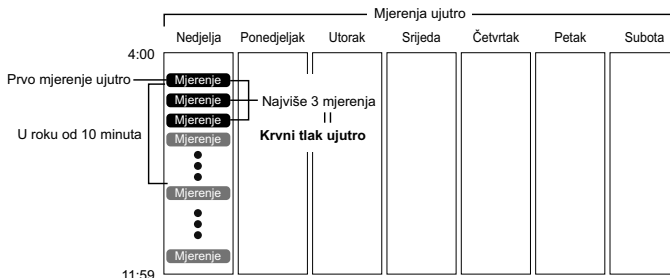 Mjerenja ujutro
Nedjelja Ponedjeljak Utorak Srijeda Četvrtak Petak Subota
4:00
Prvo mjerenje ujutro
Mjerenje
Mjerenje
Najviše 3 mjerenja
Mjerenje
U roku od 10 minuta
Krvni tlak ujutro
Mjerenje
Mjerenje
Mjerenje
11:59